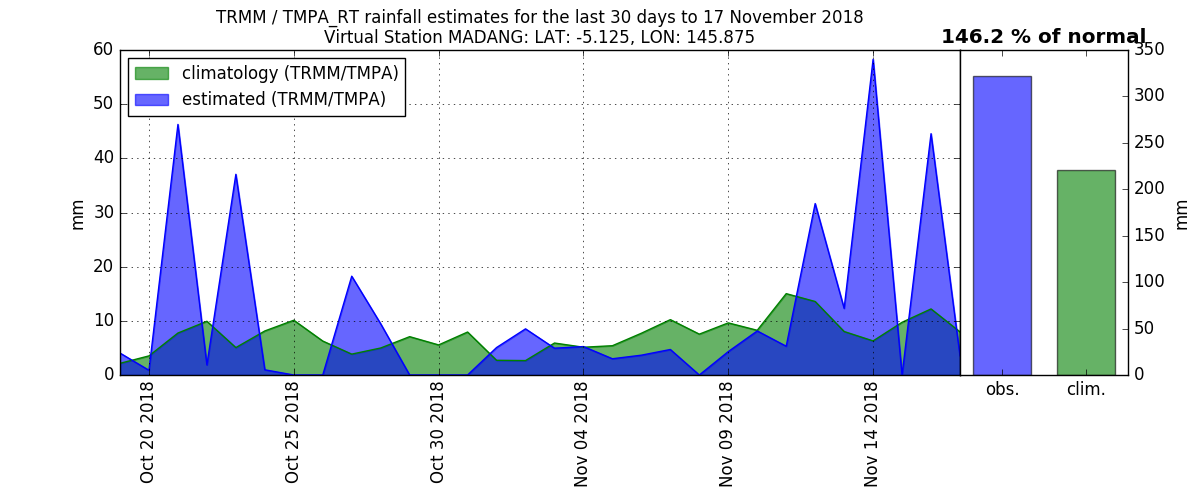 TRMM / TMPA_RT rainfall estimates for the last 30 days to 17 November 2018
Virtual Station MADANG: LAT: -5.125, LON: 145.875
146.2 % of normal
climatology (TRMM/TMPA)
estimated (TRMM/TMPA)
60
50
40
30
20
10
0
mm
Oct 20 2018
Oct 25 2018
Oct 30 2018
Nov 04 2018
Nov 09 2018
Nov 14 2018
obs.
clim.
350
300
250
200
150
100
50
0
mm